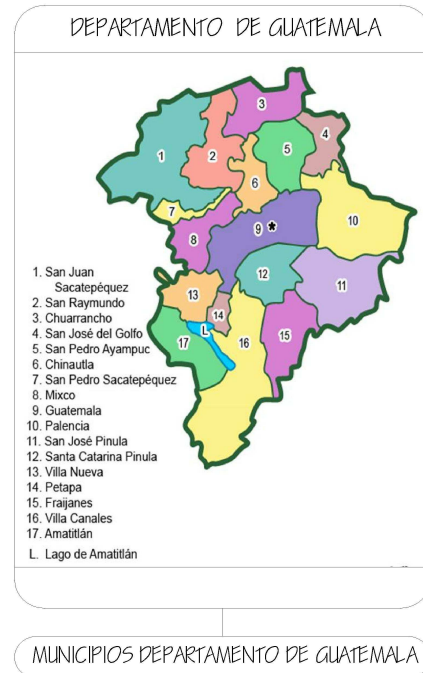 DEPARTAMENTO DE GUATEMALA
3
4
1
2
5
6
7
10
9 *
8
12
11
13
14
L
15
17
16
1. San Juan
Sacatepéquez
2. San Raymundo
3. Chuarrancho
4. San José del Golfo
5. San Pedro Ayampuc
6. Chinautla
7. San Pedro Sacatepéquez
8. Mixco
9. Guatemala
10. Palencia
11. San José Pinula
12. Santa Catarina Pinula
13. Villa Nueva
14. Petapa
15. Fraijanes
16. Villa Canales
17. Amatitlán
L. Lago de Amatitlán
MUNICIPIOS DEPARTAMENTO DE GUATEMALA